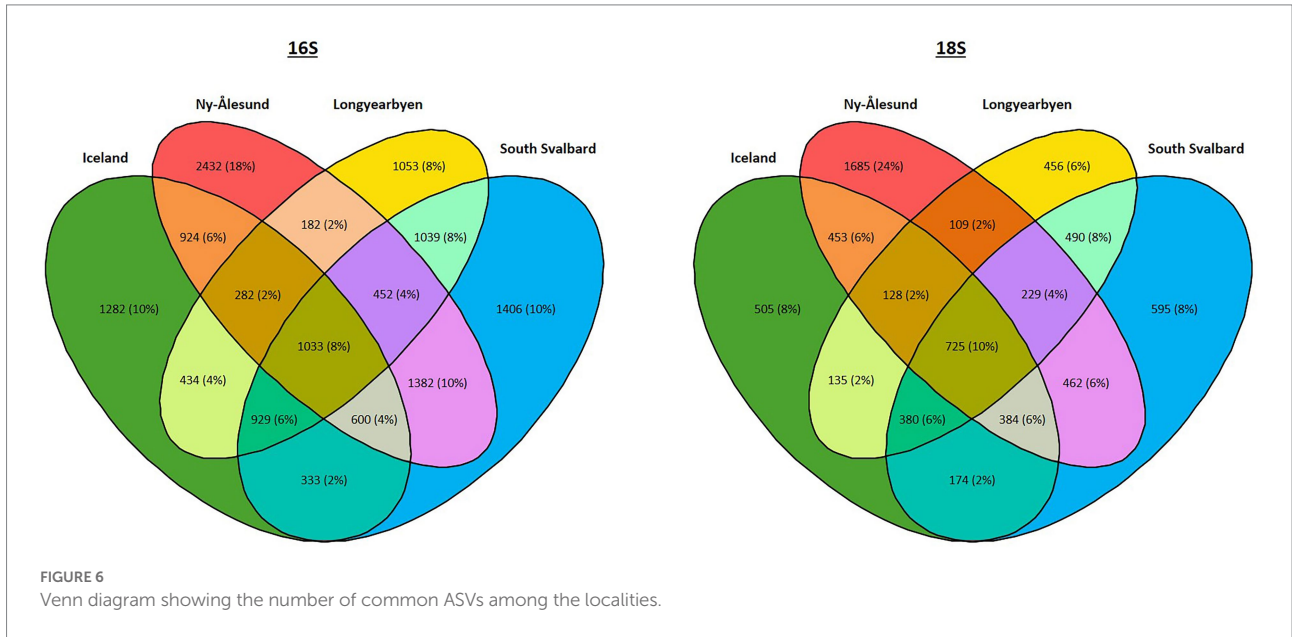 16S
Ny-Ålesund
Longyearbyen
Iceland
South Svalbard
2432 (18%)
1053 (8%)
924 (6%)
182 (2%)
1039 (8%)
1282 (10%)
282 (2%)
452 (4%)
1406 (10%)
1033 (8%)
434 (4%)
1382 (10%)
929 (6%)
600 (4%)
333 (2%)
18S
Ny-Ålesund
Longyearbyen
Iceland
South Svalbard
1685 (24%)
456 (6%)
453 (6%)
109 (2%)
490 (8%)
505 (8%)
128 (2%)
229 (4%)
595 (8%)
725 (10%)
135 (2%)
462 (6%)
380 (6%)
384 (6%)
174 (2%)
FIGURE 6
Venn diagram showing the number of common ASVs among the localities.